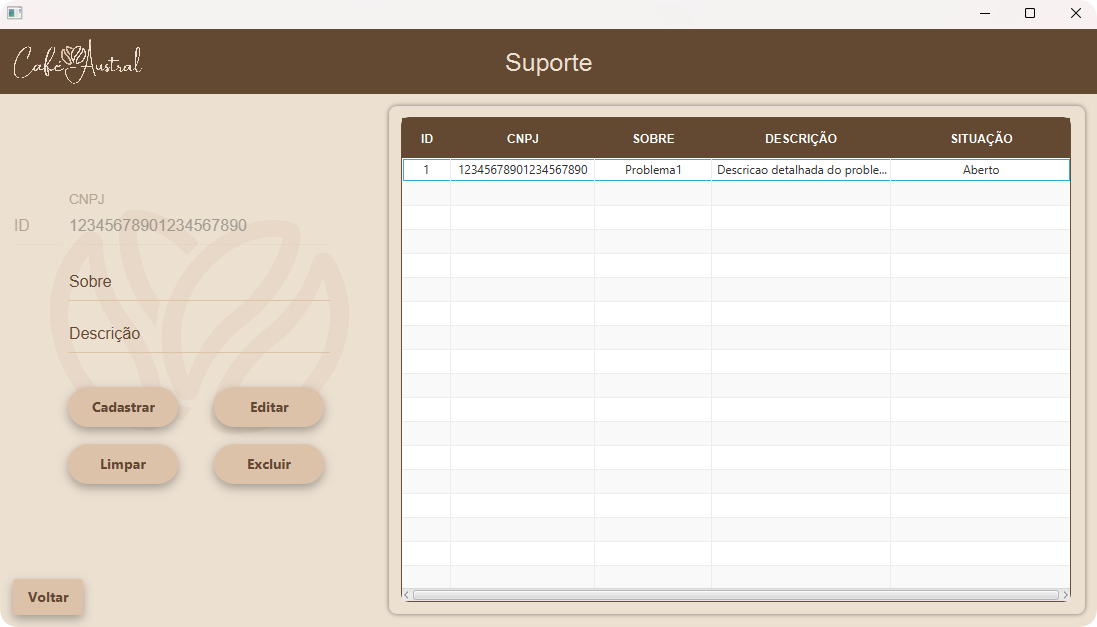 Café Austral
Suporte
CNPJ
ID 12345678901234567890
Sobre
Descrição
Cadastrar Editar
Limpar Excluir
Voltar
ID CNPJ SOBRE DESCRIÇÃO SITUAÇÃO
1 12345678901234567890 Problema1 Descricao detalhada do proble... Aberto